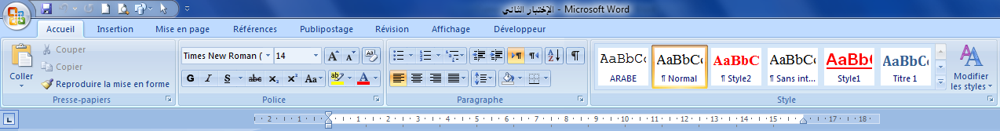 الإختبار الثاني - Microsoft Word
Accueil Insertion Mise en page Références Publipostage Révision Affichage Développeur
Coller
Couper
Copier
Reproduire la mise en forme
Presse-papiers
Times New Roman ( 14
A A Aa
G I S abc x₂ x² Aa ab A
Police
A Z ¶
Paragraphe
AaBbC ARABE
AaBbCc ¶ Normal
AaBbC ¶ Style2
AaBbCc ¶ Sans int...
AaBb( Style1
AaBbCc Titre 1
A A
Modifier les styles
Style
L 2 1 1 2 3 4 5 6 7 8 9 10 11 12 13 14 15 17 18